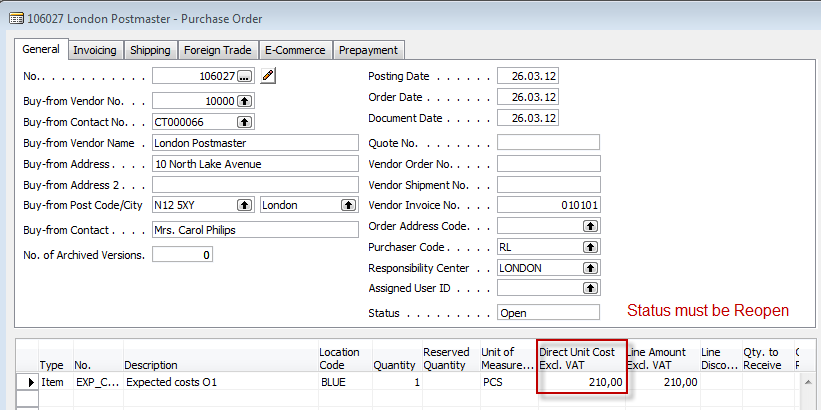 106027 London Postmaster - Purchase Order
General Invoicing Shipping Foreign Trade E-Commerce Prepayment
No. . . . . . . . . . . . 106027 ... Posting Date . . . . . . 26.03.12
Buy-from Vendor No. . . . 10000 Order Date . . . . . . . 26.03.12
Buy-from Contact No. . . CT000066 Document Date . . . . . 26.03.12
Buy-from Vendor Name . London Postmaster Quote No. . . . . . . .
Buy-from Address . . . . 10 North Lake Avenue Vendor Order No. . . . .
Buy-from Address 2 . . . Vendor Shipment No. . .
Buy-from Post Code/City N12 5XY London Vendor Invoice No. . . . 010101
Order Address Code. . .
Buy-from Contact . . . . Mrs. Carol Philips Purchaser Code . . . . . RL
No. of Archived Versions. 0 Responsibility Center . . LONDON
Assigned User ID . . . .
Status . . . . . . . . . Open Status must be Reopen
Type No. Description Location Code Quantity Reserved Quantity Unit of Measure... Direct Unit Cost Excl. VAT Line Amount Excl. VAT Line Disco... Qty. to Receive
Item EXP_C... Expected costs O1 BLUE 1 PCS 210,00 210,00